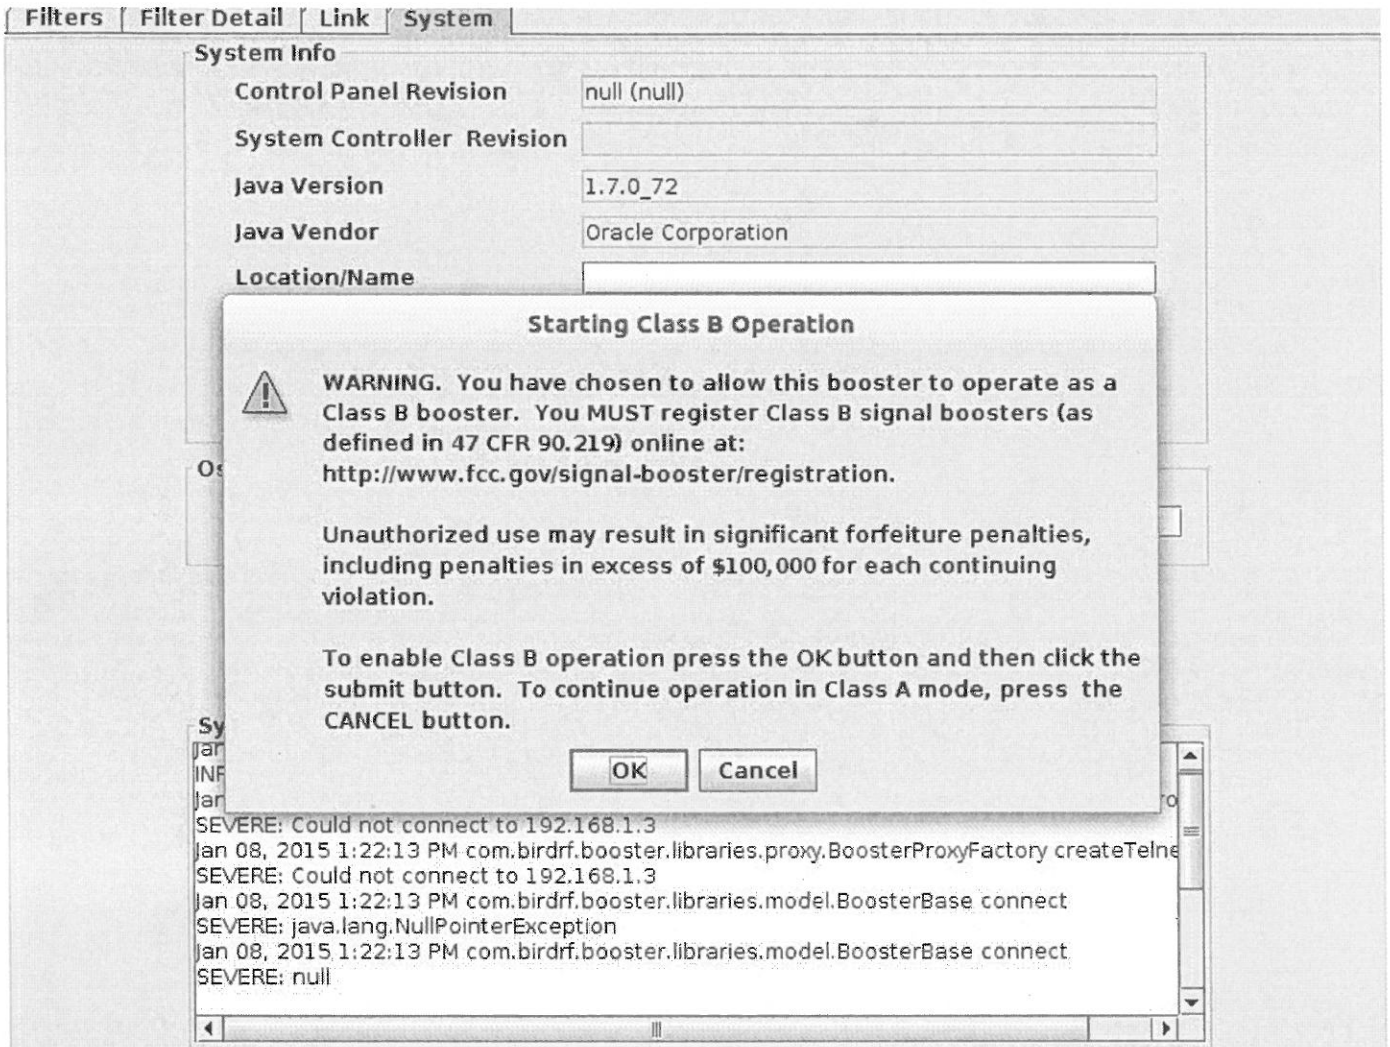 Filters Filter Detail Link System
System Info
Control Panel Revision null (null)
System Controller Revision
Java Version 1.7.0_72
Java Vendor Oracle Corporation
Location/Name
Starting Class B Operation
WARNING. You have chosen to allow this booster to operate as a
Class B booster. You MUST register Class B signal boosters (as
defined in 47 CFR 90.219) online at:
http://www.fcc.gov/signal-booster/registration.
Unauthorized use may result in significant forfeiture penalties,
including penalties in excess of $100,000 for each continuing
violation.
To enable Class B operation press the OK button and then click the
submit button. To continue operation in Class A mode, press the
CANCEL button.
OK Cancel
Os
Sy
Jan
INF
Jan ro
SEVERE: Could not connect to 192.168.1.3
Jan 08, 2015 1:22:13 PM com.birdrf.booster.libraries.proxy.BoosterProxyFactory createTelne
SEVERE: Could not connect to 192.168.1.3
Jan 08, 2015 1:22:13 PM com.birdrf.booster.libraries.model.BoosterBase connect
SEVERE: java.lang.NullPointerException
Jan 08, 2015 1:22:13 PM com.birdrf.booster.libraries.model.BoosterBase connect
SEVERE: null